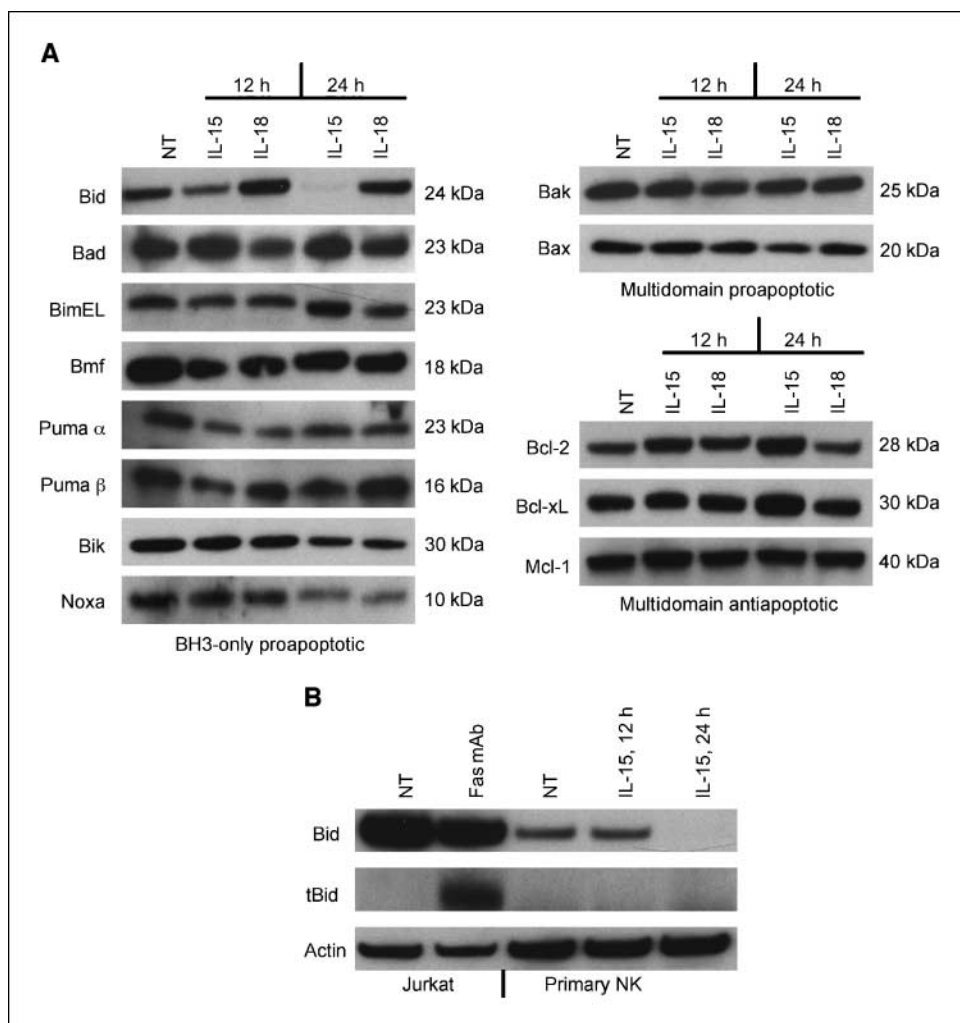 A
12 h 24 h
NT IL-15 IL-18 IL-15 IL-18
Bid 24 kDa
Bad 23 kDa
BimEL 23 kDa
Bmf 18 kDa
Puma α 23 kDa
Puma β 16 kDa
Bik 30 kDa
Noxa 10 kDa
BH3-only proapoptotic
12 h 24 h
NT IL-15 IL-18 IL-15 IL-18
Bak 25 kDa
Bax 20 kDa
Multidomain proapoptotic
12 h 24 h
NT IL-15 IL-18 IL-15 IL-18
Bcl-2 28 kDa
Bcl-xL 30 kDa
Mcl-1 40 kDa
Multidomain antiapoptotic
B
NT Fas mAb NT IL-15, 12 h IL-15, 24 h
Bid
tBid
Actin
Jurkat Primary NK